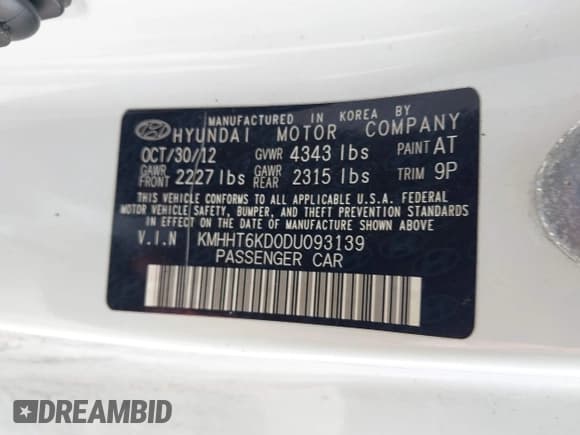 MANUFACTURED IN KOREA BY
HYUNDAI MOTOR COMPANY
OCT/30/12 GVWR 4343 lbs PAINT AT
GAWR FRONT 2227 lbs GAWR REAR 2315 lbs TRIM 9P
THIS VEHICLE CONFORMS TO ALL APPLICABLE U.S.A. FEDERAL
MOTOR VEHICLE SAFETY, BUMPER, AND THEFT PREVENTION STANDARDS
IN EFFECT ON THE DATE OF MANUFACTURE SHOWN ABOVE
V.I.N KMHHT6KD0DU093139
PASSENGER CAR
DREAMBID